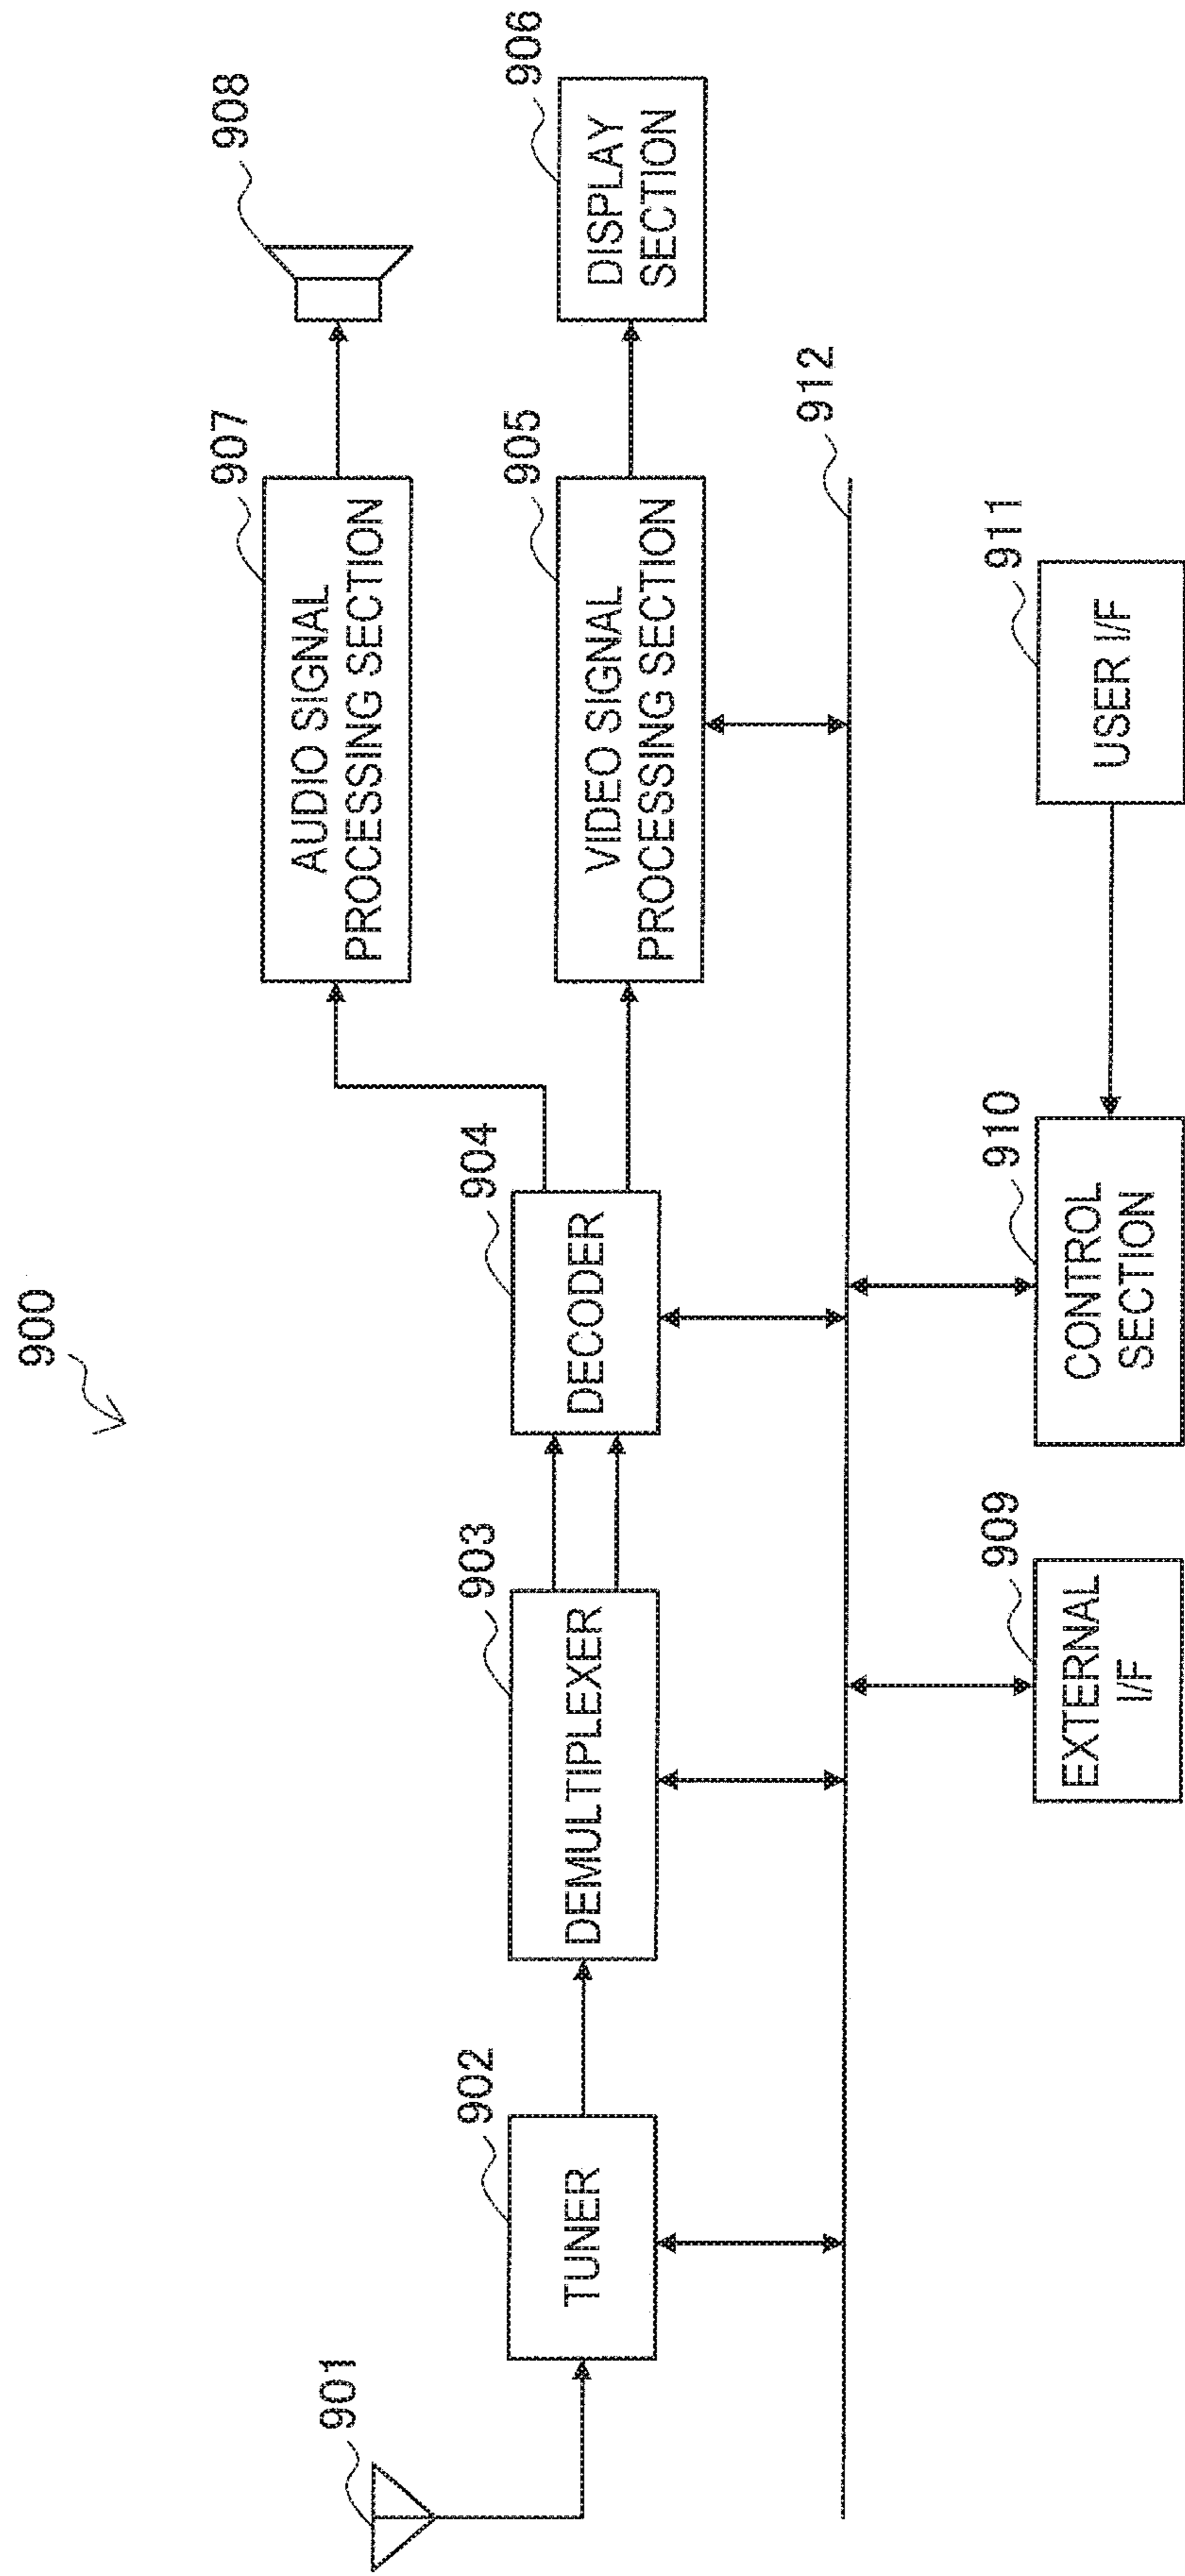 900
901
902
TUNER
903
DEMULTIPLEXER
904
DECODER
907
AUDIO SIGNAL
PROCESSING SECTION
908
905
VIDEO SIGNAL
PROCESSING SECTION
906
DISPLAY
SECTION
912
909
EXTERNAL
I/F
910
CONTROL
SECTION
911
USER I/F